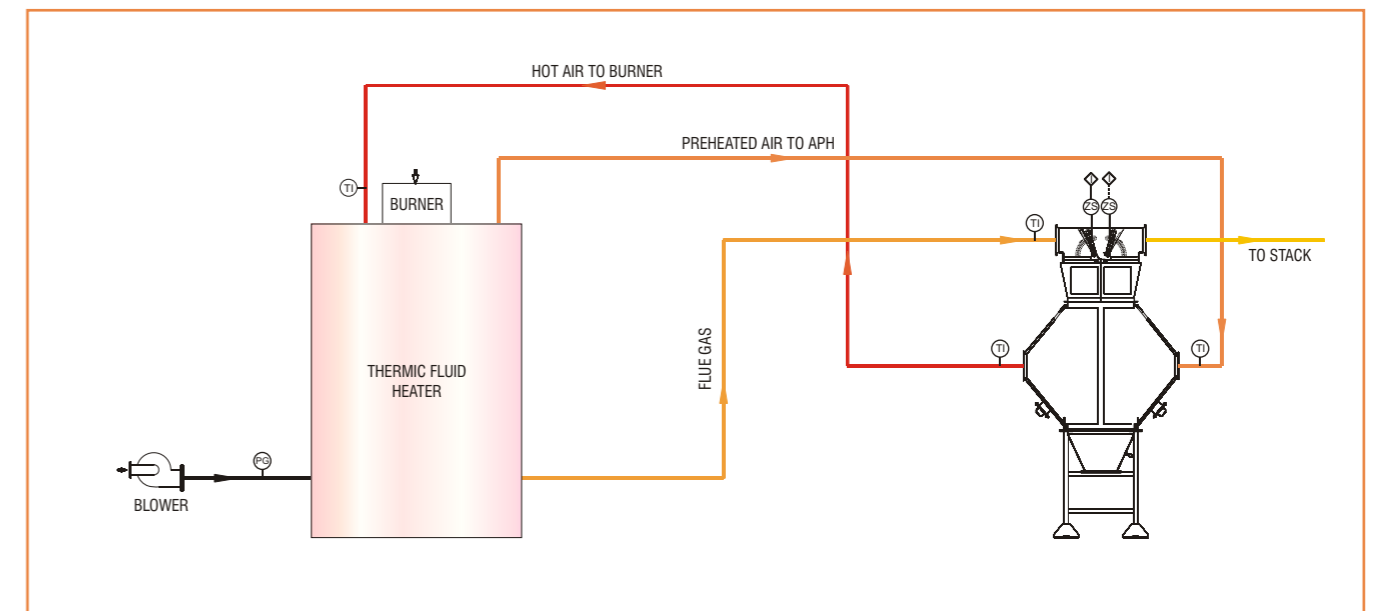 HOT AIR TO BURNER
PREHEATED AIR TO APH
TI
BURNER
ZS ZS
TI
TO STACK
FLUE GAS
TI
TI
THERMIC FLUID
HEATER
PG
BLOWER